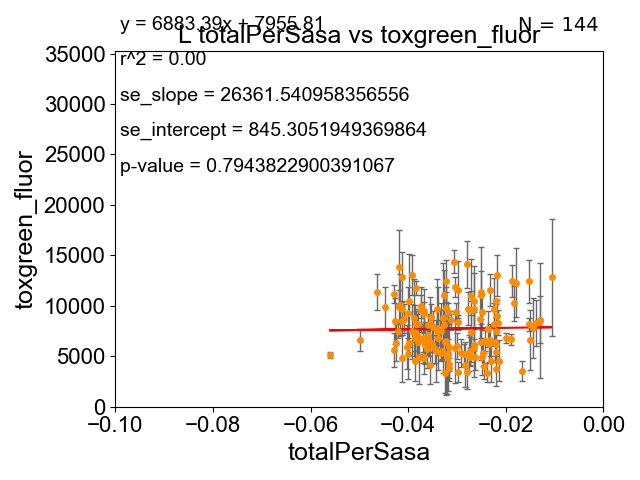 y = 6883.39x + 7955.81
N = 144
L totalPerSasa vs toxgreen_fluor
r^2 = 0.00
se_slope = 26361.540958356556
se_intercept = 845.3051949369864
p-value = 0.7943822900391067
toxgreen_fluor
35000
30000
25000
20000
15000
10000
5000
0
−0.10
−0.08
−0.06
−0.04
−0.02
0.00
totalPerSasa